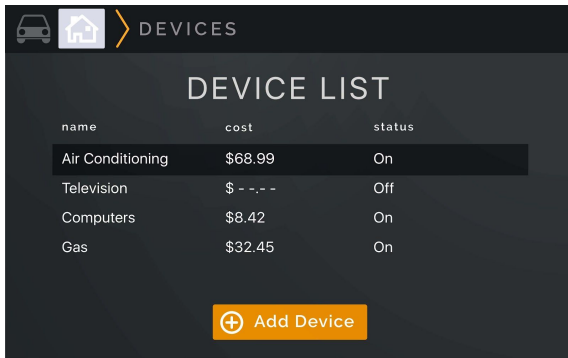 DEVICES
DEVICE LIST
name cost status
Air Conditioning $68.99 On
Television $ - -.- - Off
Computers $8.42 On
Gas $32.45 On
Add Device